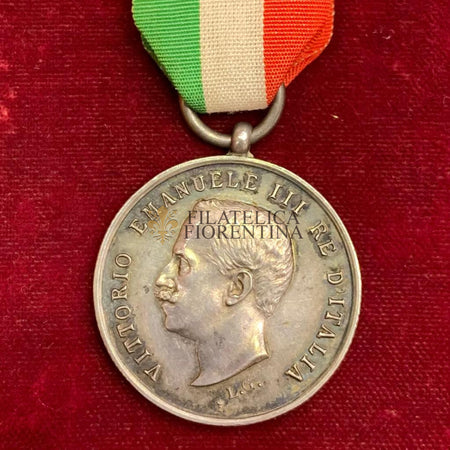 VITTORIO EMANUELE III RE D'ITALIA
FILATELICA
FIORENTINA
L.G.